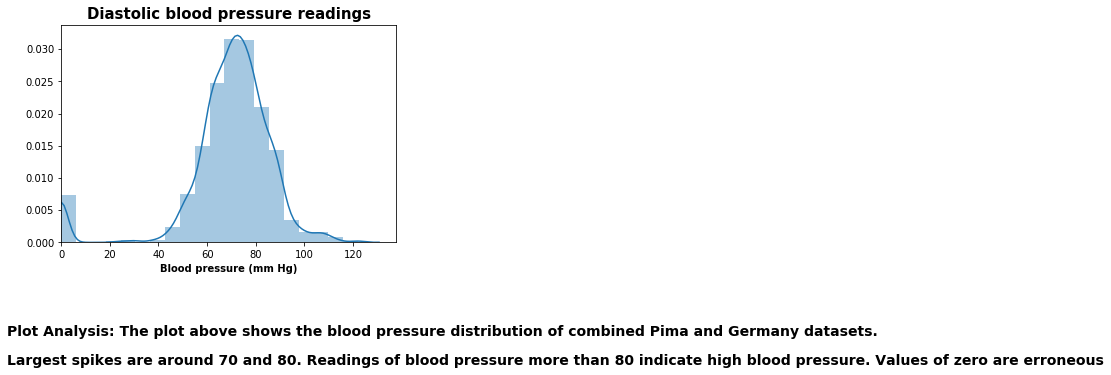 Diastolic blood pressure readings
0.030
0.025
0.020
0.015
0.010
0.005
0.000
0 20 40 60 80 100 120
Blood pressure (mm Hg)
Plot Analysis: The plot above shows the blood pressure distribution of combined Pima and Germany datasets.
Largest spikes are around 70 and 80. Readings of blood pressure more than 80 indicate high blood pressure. Values of zero are erroneous